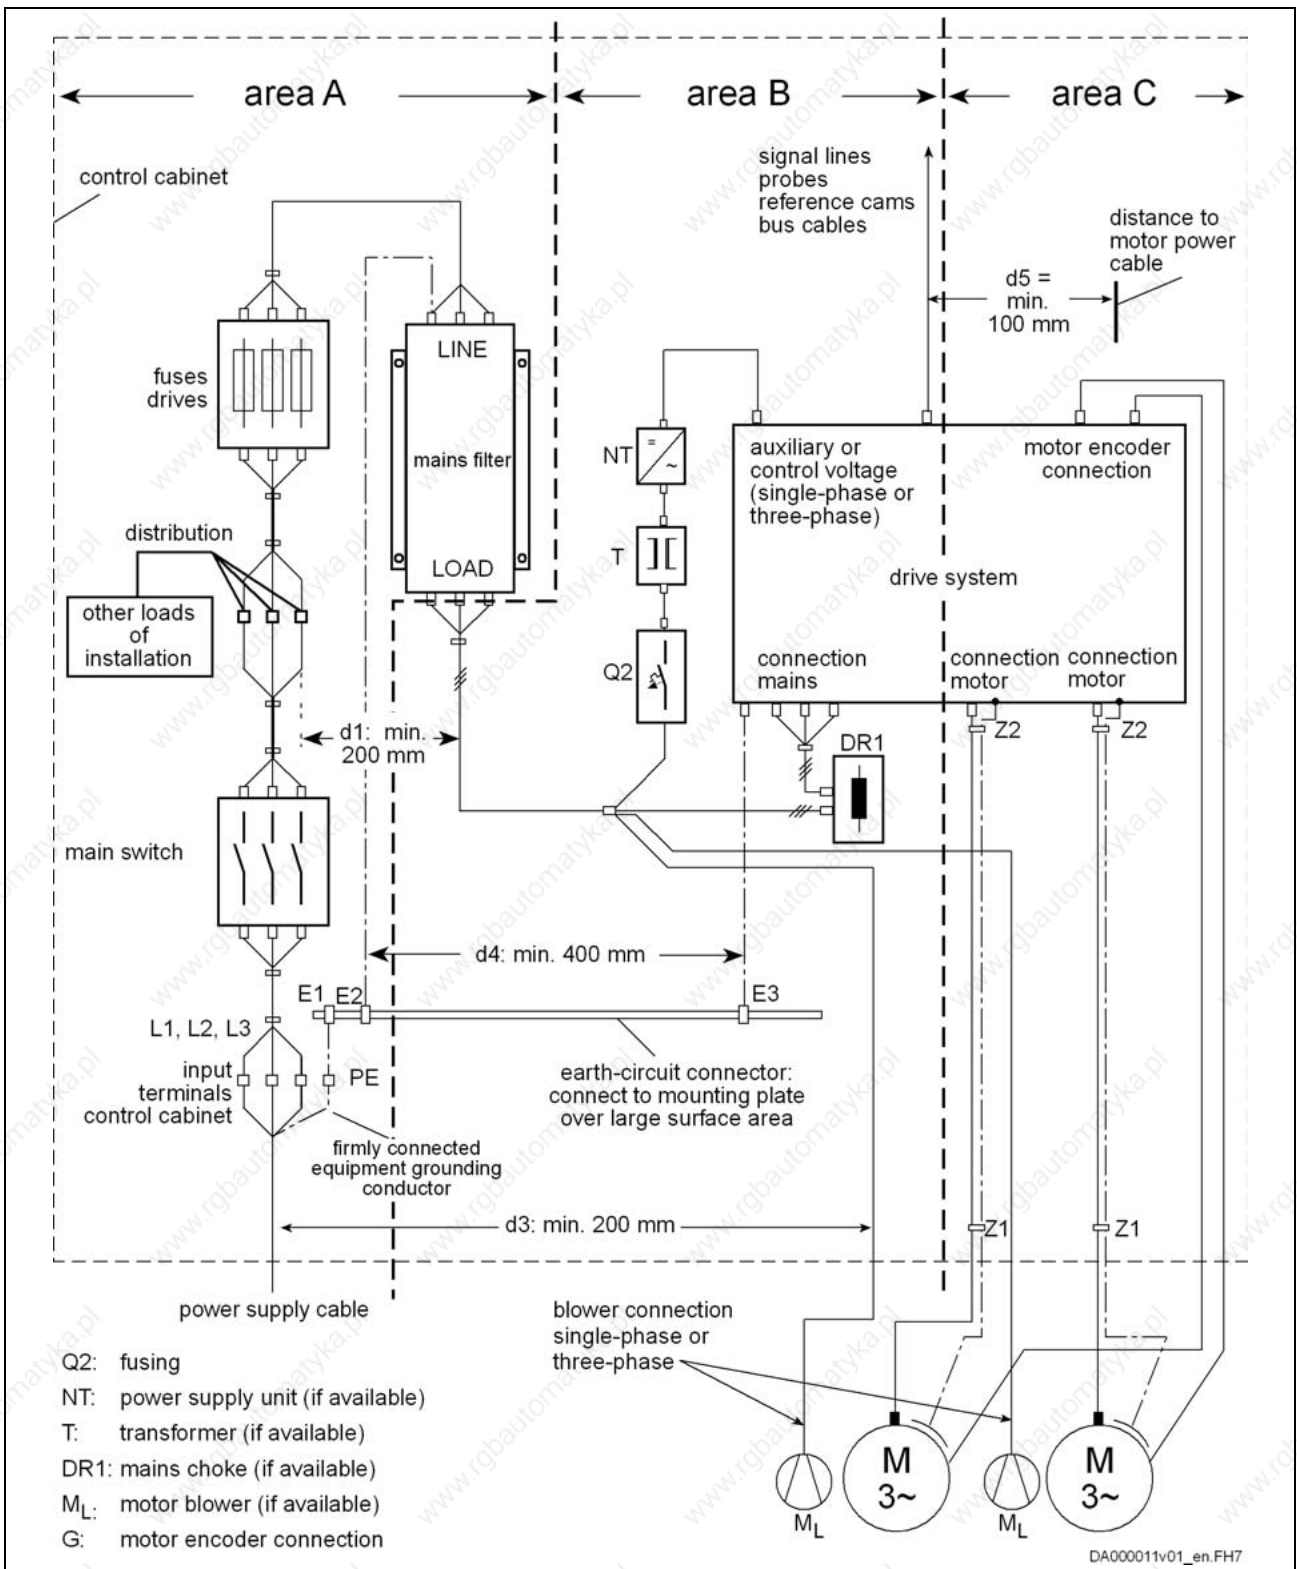 area A
area B
area C
control cabinet
signal lines
probes
reference cams
bus cables
distance to
motor power
cable
d5 =
min.
100 mm
LINE
fuses
drives
mains filter
NT
auxiliary or
control voltage
(single-phase or
three-phase)
motor encoder
connection
distribution
T
LOAD
drive system
other loads
of
installation
Q2
connection
mains
connection
motor
connection
motor
d1: min.
200 mm
Z2
Z2
DR1
main switch
d4: min. 400 mm
E1
E2
E3
L1, L2, L3
input
terminals
control cabinet
PE
earth-circuit connector:
connect to mounting plate
over large surface area
firmly connected
equipment grounding
conductor
d3: min. 200 mm
Z1
Z1
power supply cable
blower connection
single-phase or
three-phase
Q2: fusing
NT: power supply unit (if available)
T: transformer (if available)
DR1: mains choke (if available)
ML: motor blower (if available)
G: motor encoder connection
M
3~
M
3~
ML
ML
DA000011v01_en.FH7
www.rgbautomatyka.pl